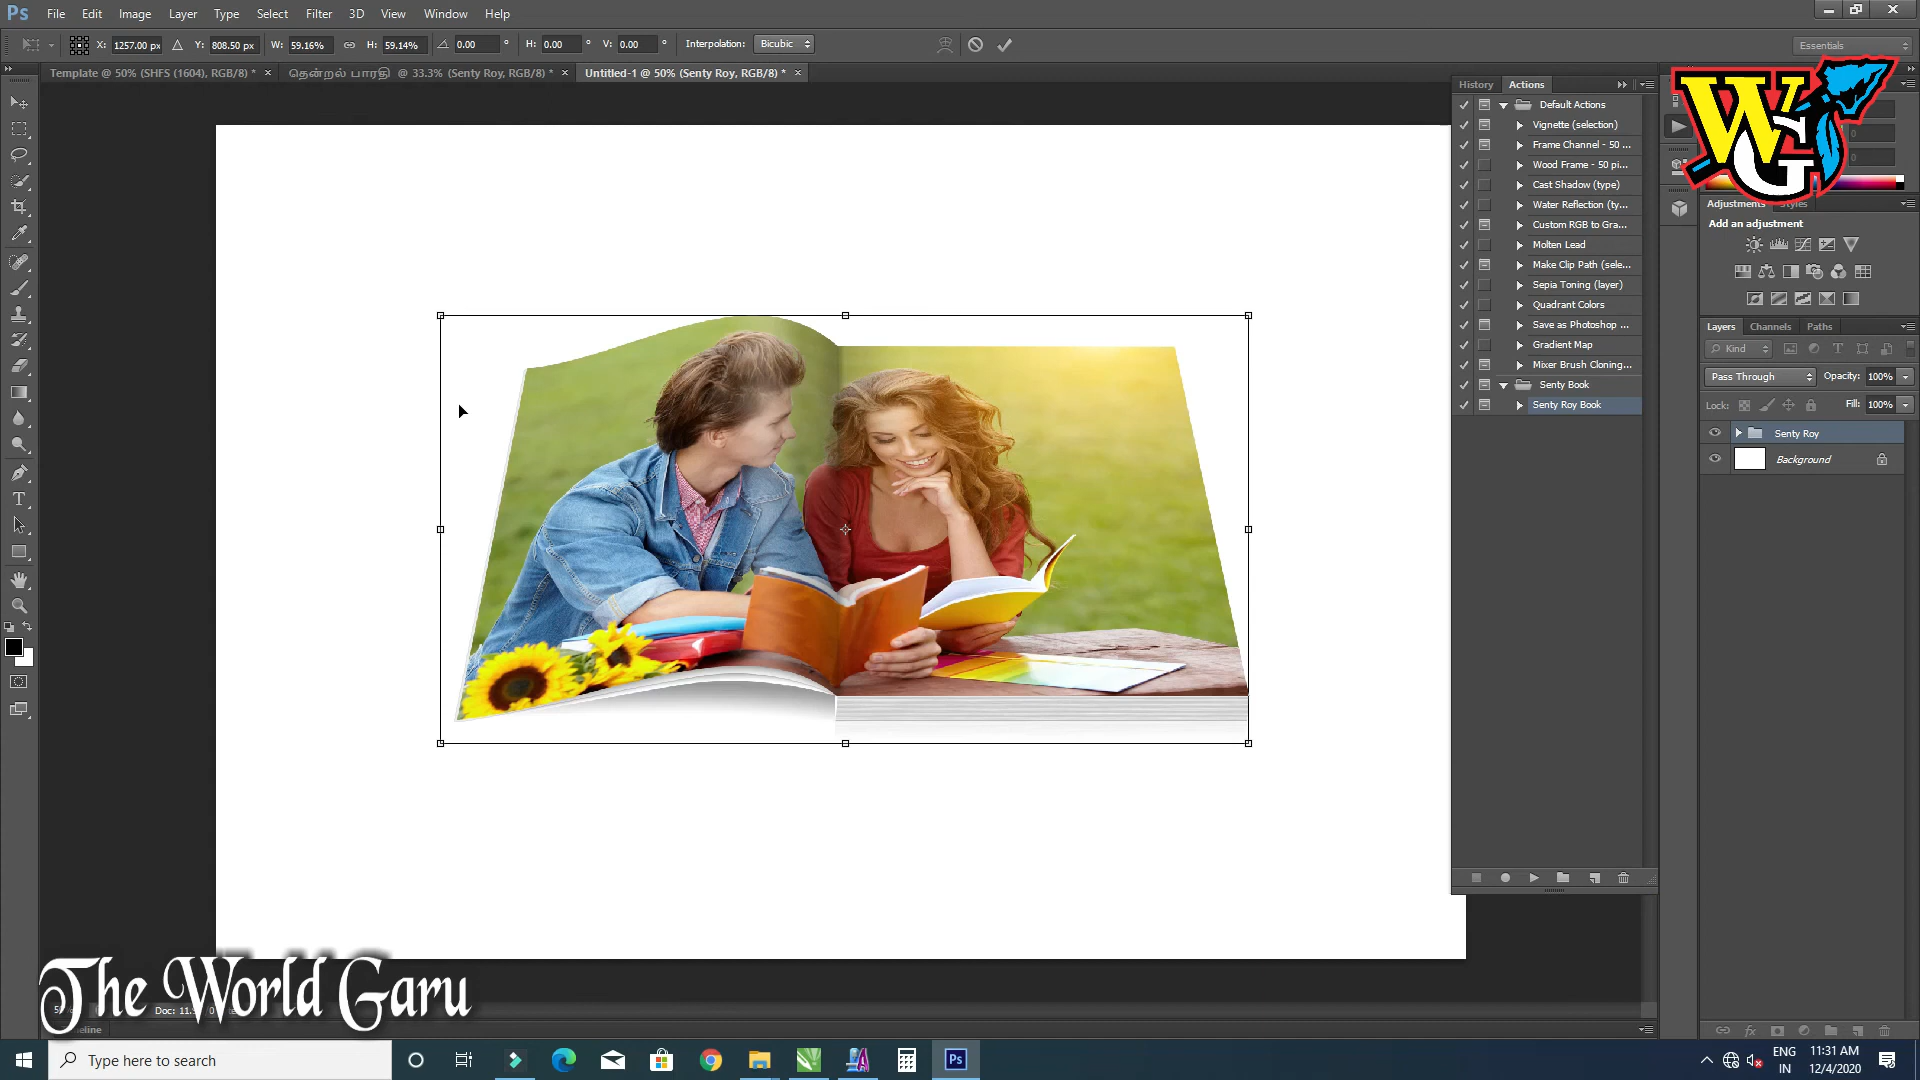 Ps File Edit Image Layer Type Select Filter 3D View Window Help
X: 1257.00 px Y: 808.50 px W: 59.16% H: 59.14% 0.00 ° H: 0.00 ° V: 0.00 ° Interpolation: Bicubic Essentials
Template @ 50% (SHFS (1604), RGB/8) * × தென்றல் பாரதி @ 33.3% (Senty Roy, RGB/8) * × Untitled-1 @ 50% (Senty Roy, RGB/8) * ×
History Actions
Default Actions
Vignette (selection)
Frame Channel - 50 ...
Wood Frame - 50 pi...
Cast Shadow (type)
Water Reflection (ty...
Custom RGB to Gra...
Molten Lead
Make Clip Path (sele...
Sepia Toning (layer)
Quadrant Colors
Save as Photoshop ...
Gradient Map
Mixer Brush Cloning...
Senty Book
Senty Roy Book
WG
0
0
Adjustments Styles
Add an adjustment
Layers Channels Paths
Kind
Pass Through Opacity: 100%
Lock: Fill: 100%
Senty Roy
Background
The World Garu
Doc: 11.
Type here to search
Ps
ENG 11:31 AM
IN 12/4/2020